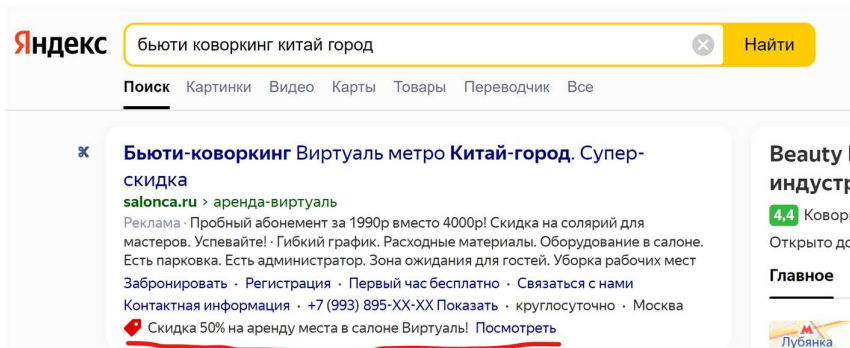 Яндекс
бьюти коворкинг китай город
Найти
Поиск Картинки Видео Карты Товары Переводчик Все
Бьюти-коворкинг Виртуаль метро Китай-город. Супер-
скидка
salonca.ru › аренда-виртуаль
Реклама · Пробный абонемент за 1990р вместо 4000р! Скидка на солярий для
мастеров. Успевайте! · Гибкий график. Расходные материалы. Оборудование в салоне.
Есть парковка. Есть администратор. Зона ожидания для гостей. Уборка рабочих мест
Забронировать · Регистрация · Первый час бесплатно · Связаться с нами
Контактная информация · +7 (993) 895-XX-XX Показать · круглосуточно · Москва
Скидка 50% на аренду места в салоне Виртуаль! Посмотреть
Beauty
4,4
Открыто
Главное
Лубянка